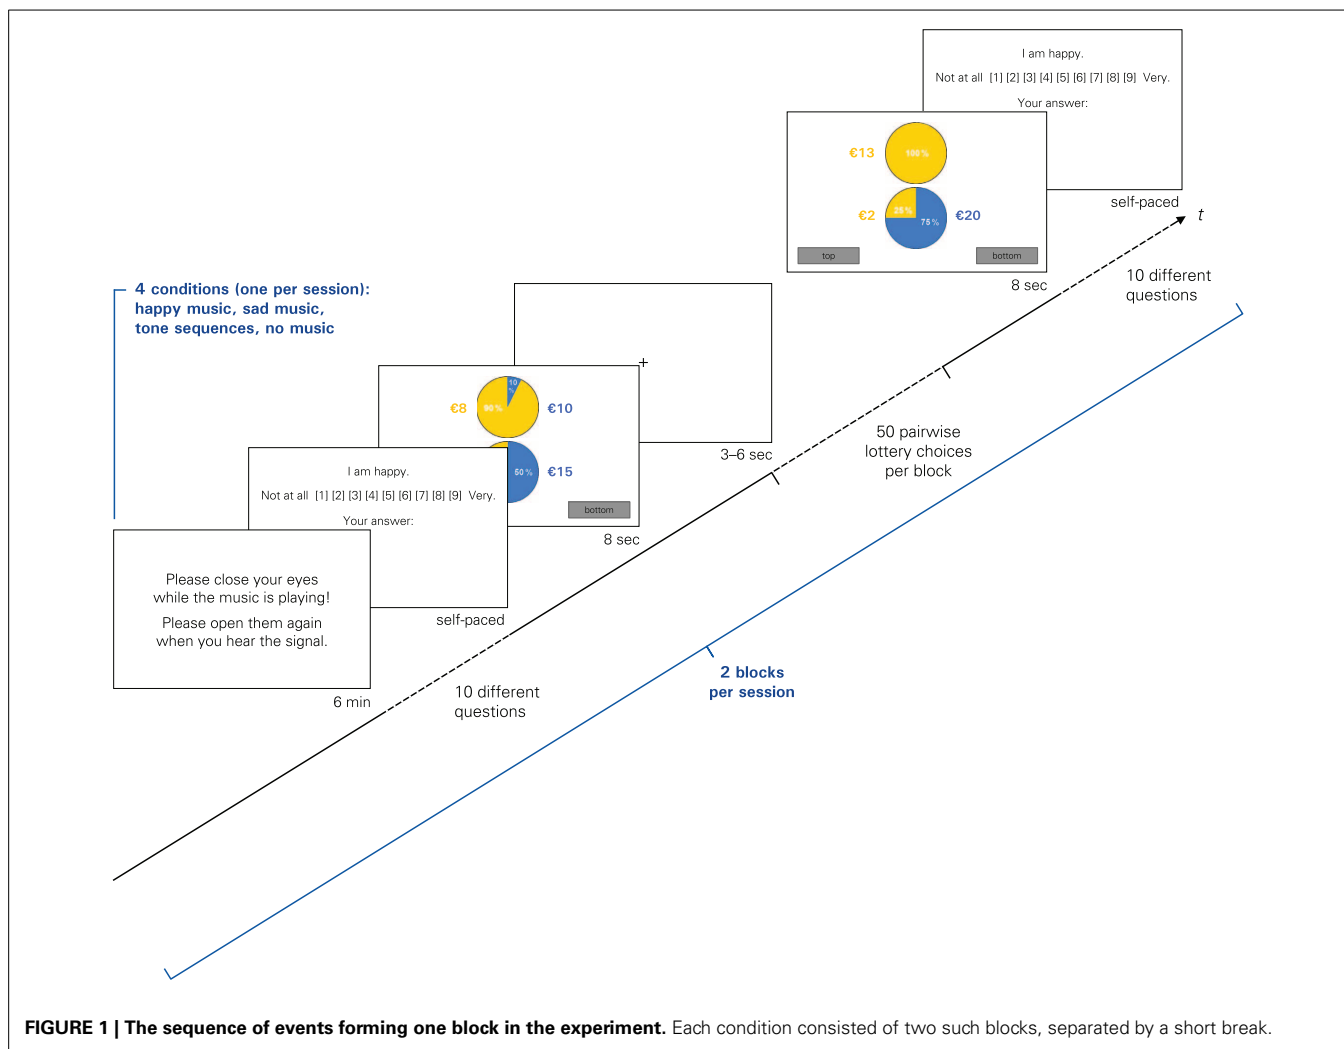 I am happy.
Not at all [1] [2] [3] [4] [5] [6] [7] [8] [9] Very.
Your answer:
self-paced
€13
100%
€2
25%
75%
€20
top
bottom
8 sec
t
10 different
questions
4 conditions (one per session):
happy music, sad music,
tone sequences, no music
+
3–6 sec
50 pairwise
lottery choices
per block
€8
90%
10
%
€10
50%
€15
bottom
8 sec
I am happy.
Not at all [1] [2] [3] [4] [5] [6] [7] [8] [9] Very.
Your answer:
self-paced
Please close your eyes
while the music is playing!
Please open them again
when you hear the signal.
6 min
10 different
questions
2 blocks
per session
FIGURE 1 | The sequence of events forming one block in the experiment. Each condition consisted of two such blocks, separated by a short break.